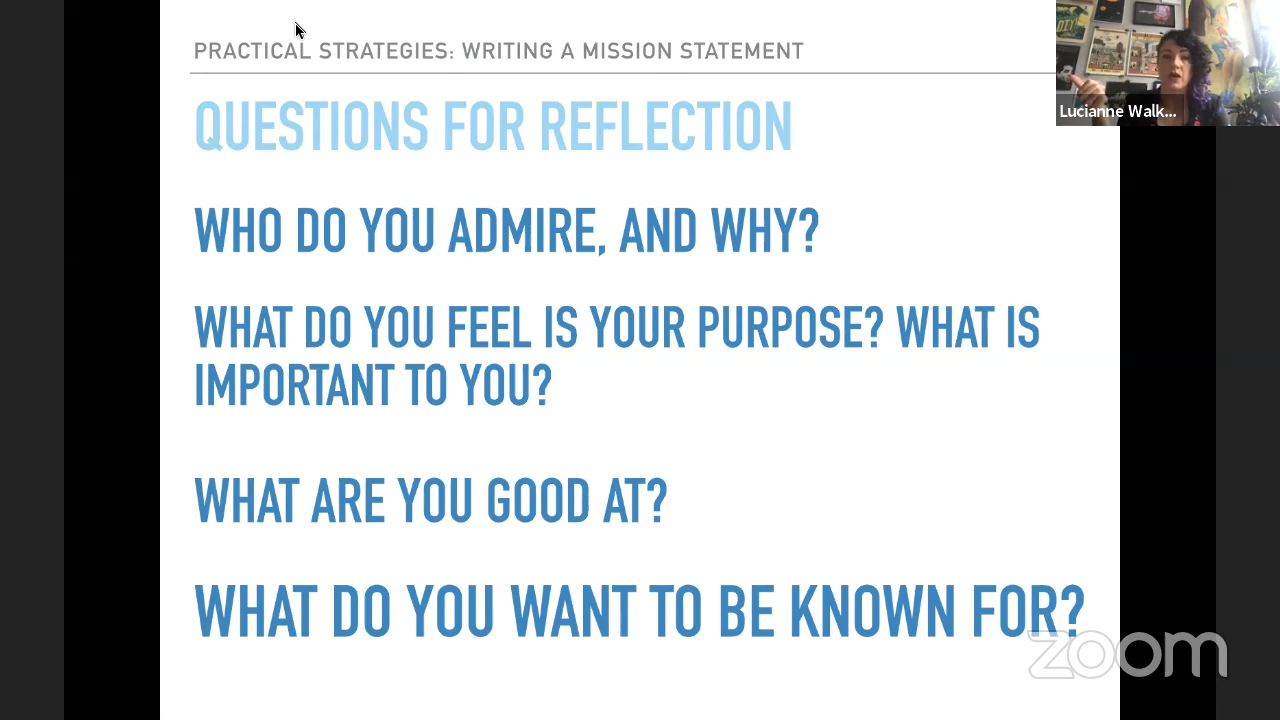 PRACTICAL STRATEGIES: WRITING A MISSION STATEMENT
QUESTIONS FOR REFLECTION
WHO DO YOU ADMIRE, AND WHY?
WHAT DO YOU FEEL IS YOUR PURPOSE? WHAT IS
IMPORTANT TO YOU?
WHAT ARE YOU GOOD AT?
WHAT DO YOU WANT TO BE KNOWN FOR?
Lucianne Walk...
zoom